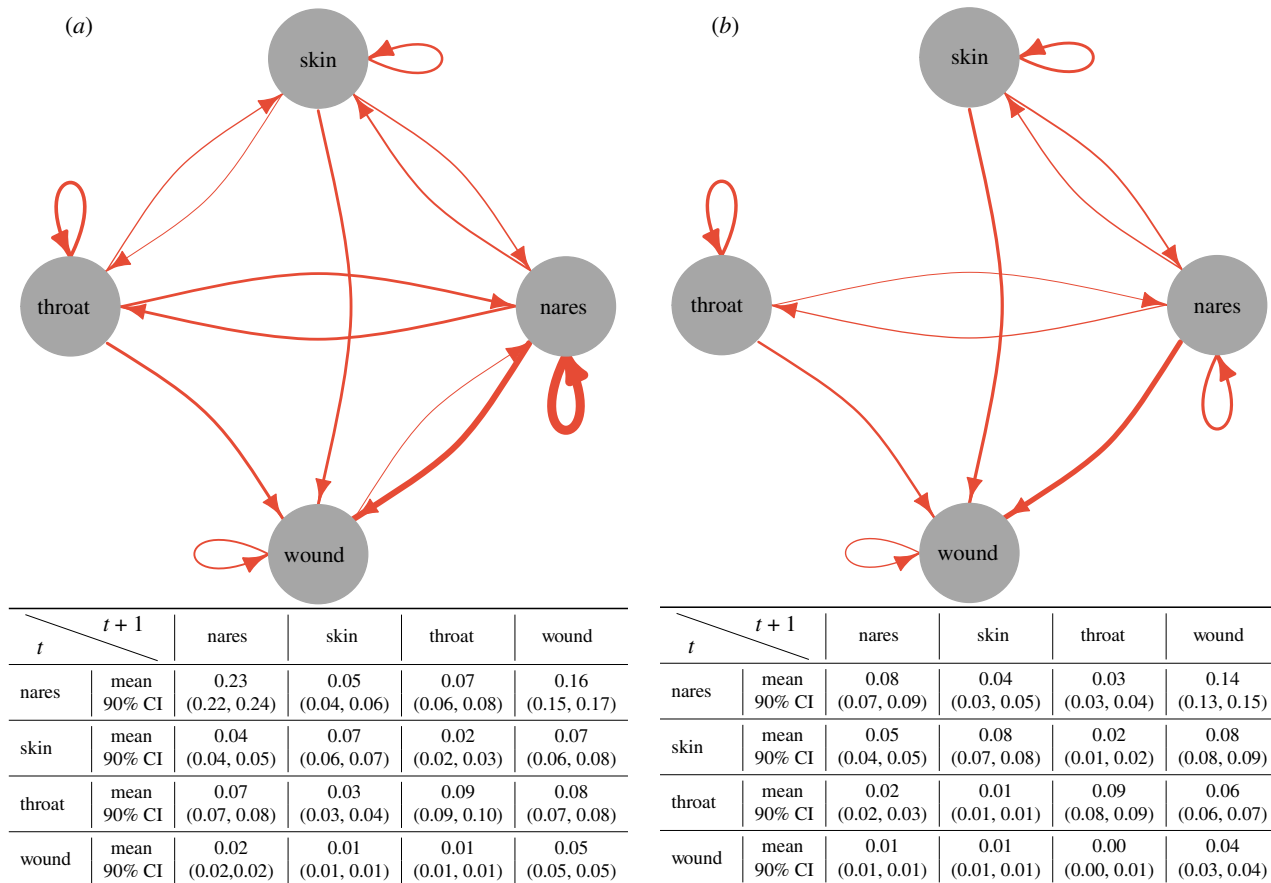 (a)
skin
throat
nares
wound
t + 1
t
nares skin throat wound
nares mean 0.23 0.05 0.07 0.16
90% CI (0.22, 0.24) (0.04, 0.06) (0.06, 0.08) (0.15, 0.17)
skin mean 0.04 0.07 0.02 0.07
90% CI (0.04, 0.05) (0.06, 0.07) (0.02, 0.03) (0.06, 0.08)
throat mean 0.07 0.03 0.09 0.08
90% CI (0.07, 0.08) (0.03, 0.04) (0.09, 0.10) (0.07, 0.08)
wound mean 0.02 0.01 0.01 0.05
90% CI (0.02,0.02) (0.01, 0.01) (0.01, 0.01) (0.05, 0.05)
(b)
skin
throat
nares
wound
t + 1
t
nares skin throat wound
nares mean 0.08 0.04 0.03 0.14
90% CI (0.07, 0.09) (0.03, 0.05) (0.03, 0.04) (0.13, 0.15)
skin mean 0.05 0.08 0.02 0.08
90% CI (0.04, 0.05) (0.07, 0.08) (0.01, 0.02) (0.08, 0.09)
throat mean 0.02 0.01 0.09 0.06
90% CI (0.02, 0.03) (0.01, 0.01) (0.08, 0.09) (0.06, 0.07)
wound mean 0.01 0.01 0.00 0.04
90% CI (0.01, 0.01) (0.01, 0.01) (0.00, 0.01) (0.03, 0.04)